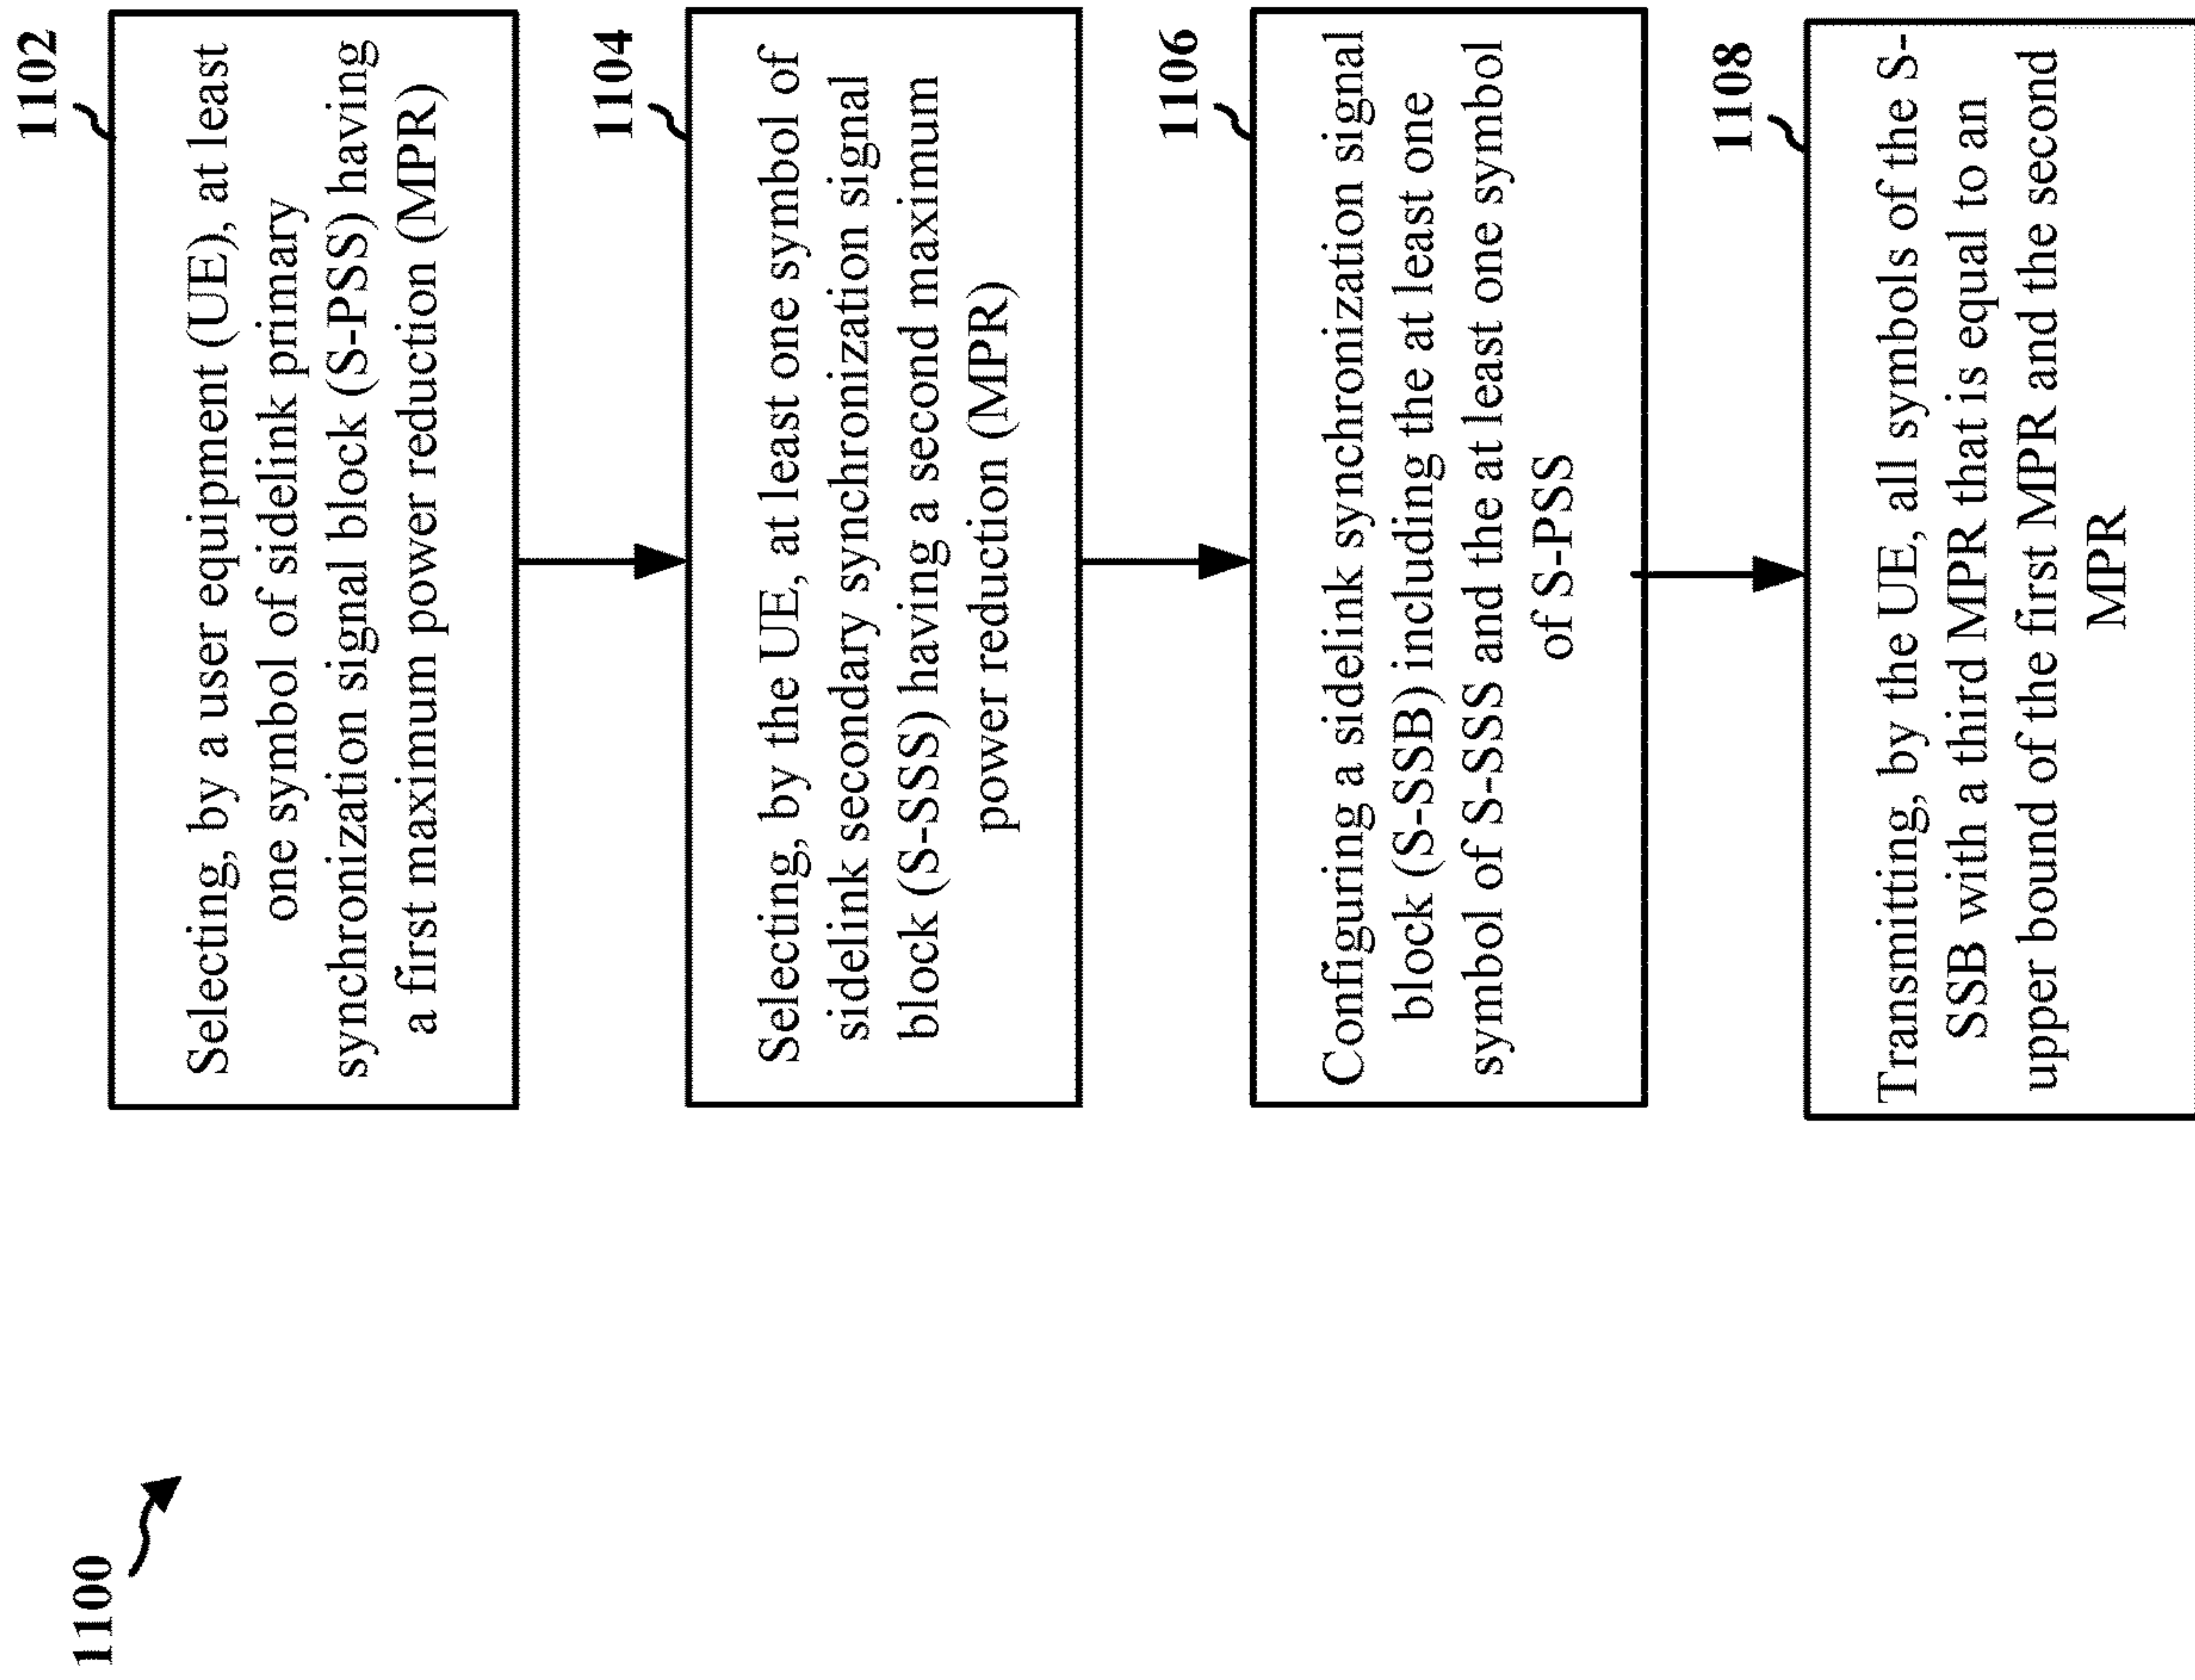 1100
1102
Selecting, by a user equipment (UE), at least
one symbol of sidelink primary
synchronization signal block (S-PSS) having
a first maximum power reduction (MPR)
1104
Selecting, by the UE, at least one symbol of
sidelink secondary synchronization signal
block (S-SSS) having a second maximum
power reduction (MPR)
1106
Configuring a sidelink synchronization signal
block (S-SSB) including the at least one
symbol of S-SSS and the at least one symbol
of S-PSS
1108
Transmitting, by the UE, all symbols of the S-
SSB with a third MPR that is equal to an
upper bound of the first MPR and the second
MPR